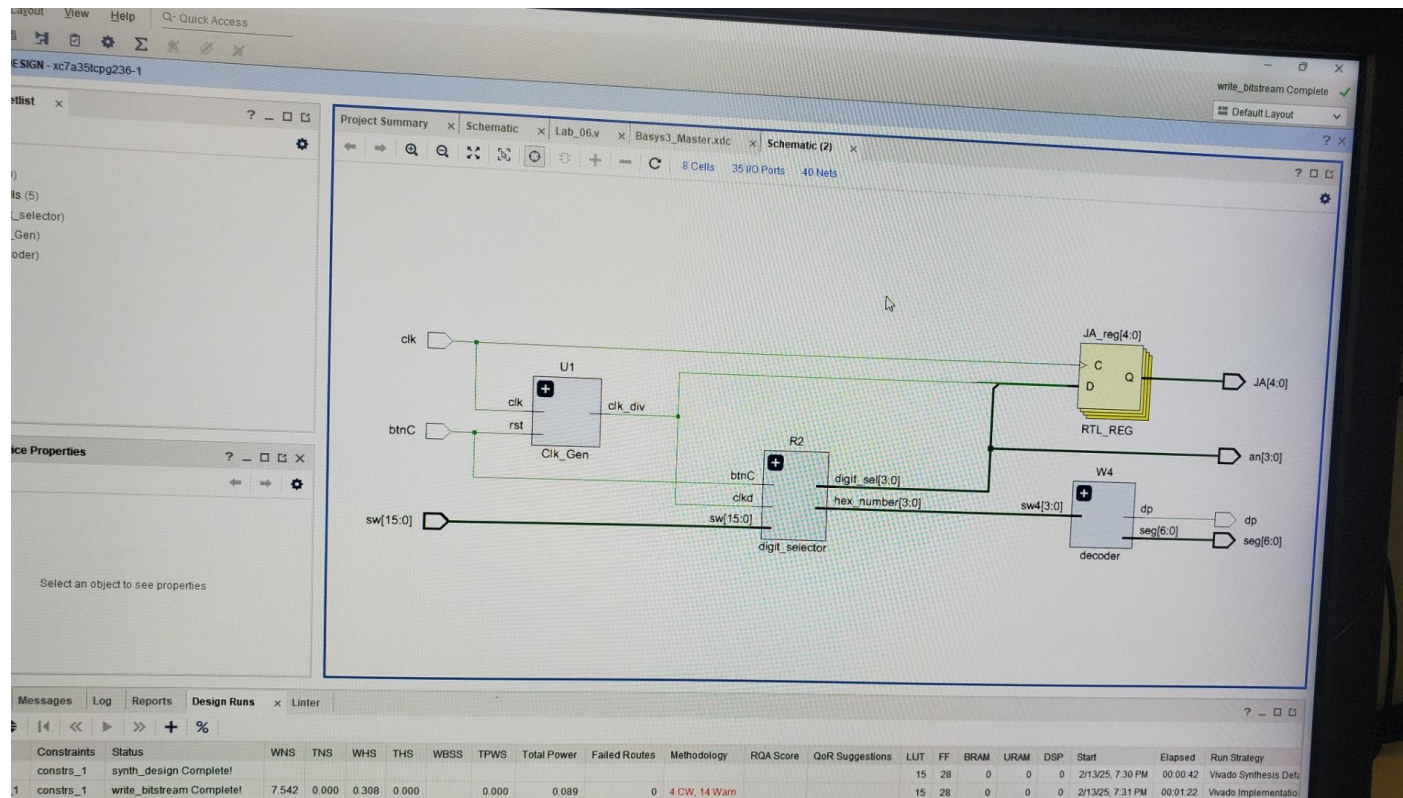 Layout View Help Q- Quick Access
DESIGN - xc7a35tcpg236-1
write_bitstream Complete
Default Layout
Netlist
Project Summary Schematic Lab_06.v Basys3_Master.xdc Schematic (2)
8 Cells 35 I/O Ports 40 Nets
ls (5)
_selector)
_Gen)
oder)
clk
U1
clk
clk_div
rst
btnC
Clk_Gen
JA_reg[4:0]
C
Q
D
JA[4:0]
RTL_REG
R2
btnC
digit_sel[3:0]
clkd
hex_number[3:0]
sw[15:0]
sw[15:0]
digit_selector
an[3:0]
W4
sw4[3:0]
dp
dp
seg[6:0]
seg[6:0]
decoder
ice Properties
Select an object to see properties
Messages Log Reports Design Runs Linter
Constraints Status WNS TNS WHS THS WBSS TPWS Total Power Failed Routes Methodology RQA Score QoR Suggestions LUT FF BRAM URAM DSP Start Elapsed Run Strategy
constrs_1 synth_design Complete! 15 28 0 0 0 2/13/25, 7:30 PM 00:00:42 Vivado Synthesis Defa
_1 constrs_1 write_bitstream Complete! 7.542 0.000 0.308 0.000 0.000 0.089 0 4 CW, 14 Warn 15 28 0 0 0 2/13/25, 7:31 PM 00:01:22 Vivado Implementatio